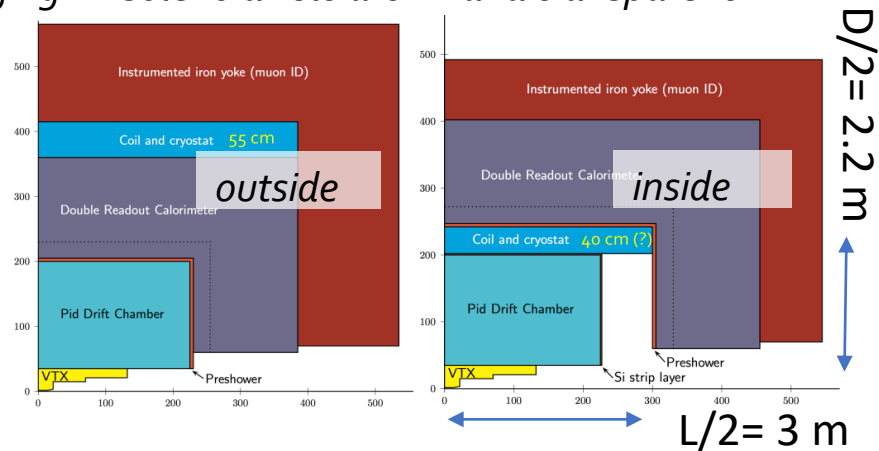 Instrumented iron yoke (muon ID)
Coil and cryostat 55 cm
outside
Double Readout Calorimeter
Pid Drift Chamber
VTX
Preshower
0
100
200
300
400
500
0
100
200
300
400
500
Instrumented iron yoke (muon ID)
Double Readout Calorimeter
inside
Coil and cryostat 40 cm (?)
Pid Drift Chamber
VTX
Preshower
Si strip layer
0
100
200
300
400
500
0
100
200
300
400
500
D/2= 2.2 m
L/2= 3 m